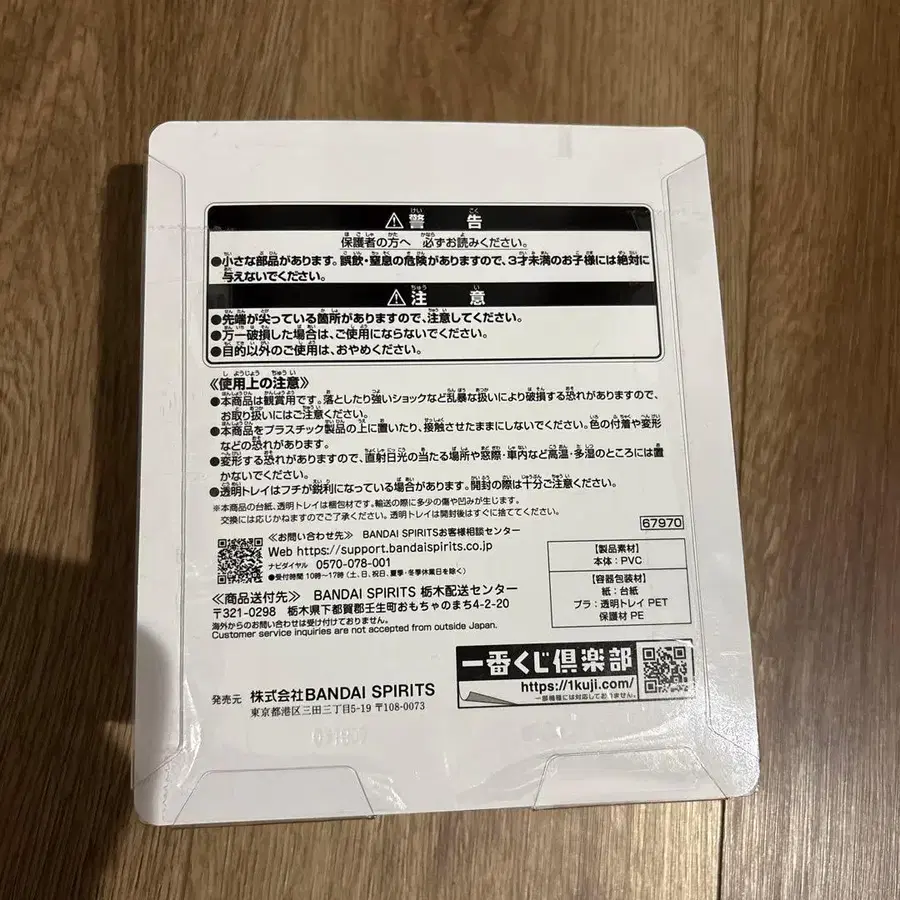 ⚠警告
保護者の方へ 必ずお読みください。
●小さな部品があります。誤飲・窒息の危険がありますので、3才未満のお子様には絶対に
与えないでください。
⚠注意
●先端が尖っている箇所がありますので、注意してください。
●万一破損した場合は、ご使用にならないでください。
●目的以外のご使用は、おやめください。
《使用上の注意》
●本商品は観賞用です。落としたり強いショックなど乱暴な扱いにより破損する恐れがありますので、
お取り扱いにはご注意ください。
●本商品をプラスチック製品の上に置いたり、接触させたままにしないでください。色の付着や変形
などの恐れがあります。
●変形する恐れがありますので、直射日光の当たる場所や窓際・車内など高温・多湿のところには置
かないでください。
●透明トレイはフチが鋭利になっている場合があります。開封の際は十分ご注意ください。
※本商品の台紙、透明トレイは梱包材です。輸送の際に多少の傷や凹みが生じます。
交換には応じかねますのでご了承ください。透明トレイは開封後はすぐに捨ててください。
67970
≪お問い合わせ先≫ BANDAI SPIRITSお客様相談センター
Web https://support.bandaispirits.co.jp
ナビダイヤル 0570-078-001
●受付時間 10時〜17時(土、日、祝日、夏季・冬季休業日を除く)
≪商品送付先≫ BANDAI SPIRITS 栃木配送センター
〒321-0298 栃木県下都賀郡壬生町おもちゃのまち4-2-20
海外からのお問い合わせは受け付けておりません。
Customer service inquiries are not accepted from outside Japan.
【製品素材】
本体:PVC
【容器包装材】
紙:台紙
プラ:透明トレイ PET
保護材 PE
一番くじ倶楽部
https://1kuji.com/
一部機種には対応しておりません。
発売元 株式会社BANDAI SPIRITS
東京都港区三田三丁目5-19 〒108-0073